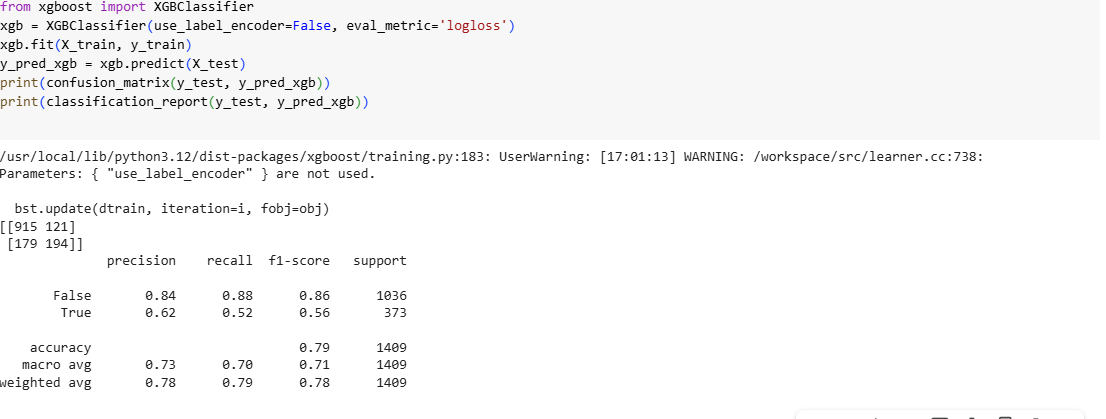 from xgboost import XGBClassifier
xgb = XGBClassifier(use_label_encoder=False, eval_metric='logloss')
xgb.fit(X_train, y_train)
y_pred_xgb = xgb.predict(X_test)
print(confusion_matrix(y_test, y_pred_xgb))
print(classification_report(y_test, y_pred_xgb))
/usr/local/lib/python3.12/dist-packages/xgboost/training.py:183: UserWarning: [17:01:13] WARNING: /workspace/src/learner.cc:738:
Parameters: { "use_label_encoder" } are not used.
bst.update(dtrain, iteration=i, fobj=obj)
[[915 121]
[179 194]]
precision recall f1-score support
False 0.84 0.88 0.86 1036
True 0.62 0.52 0.56 373
accuracy 0.79 1409
macro avg 0.73 0.70 0.71 1409
weighted avg 0.78 0.79 0.78 1409